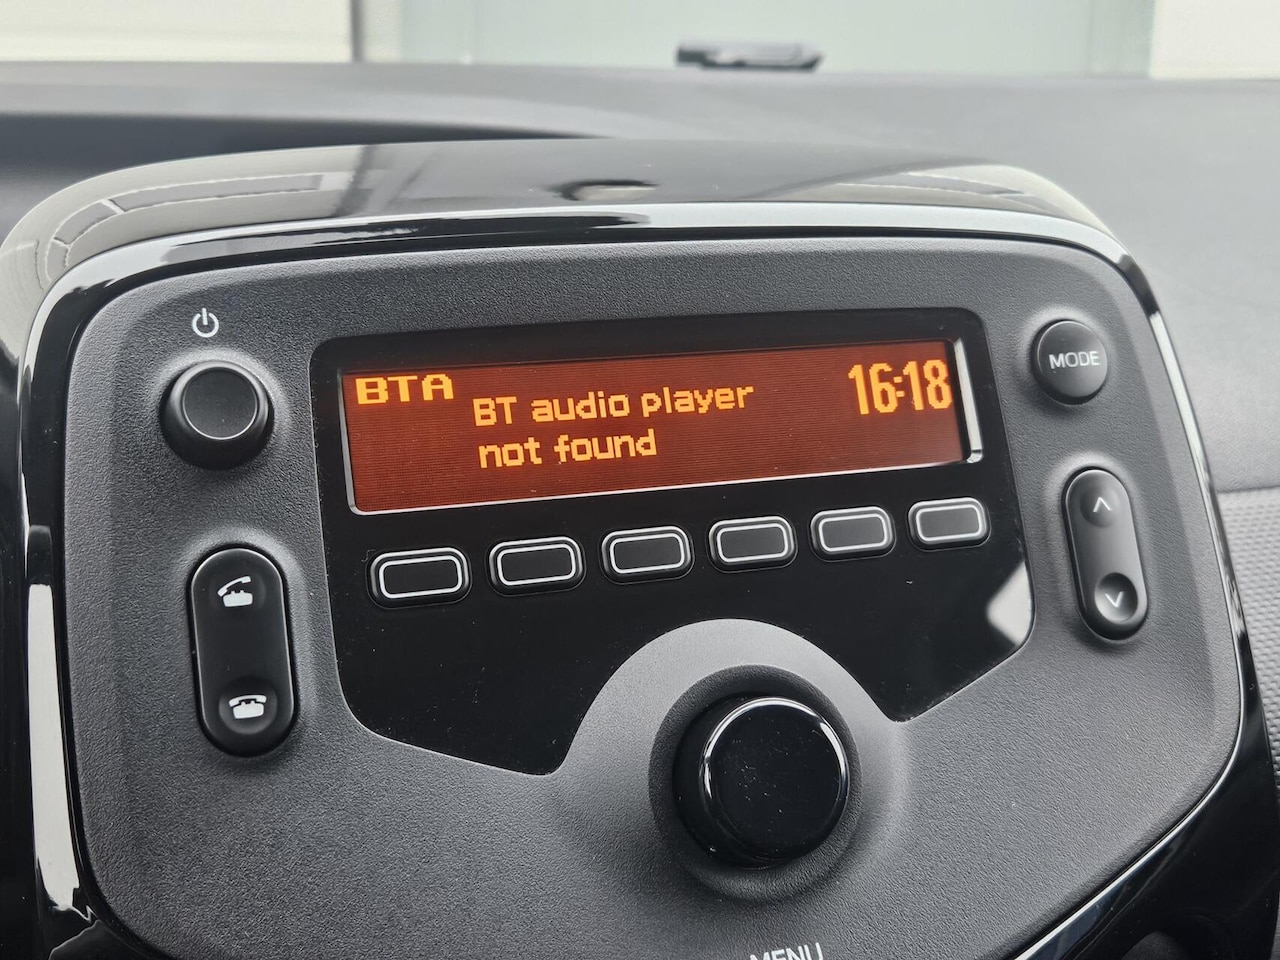 BTA
BT audio player
not found
16:18
MODE
MENU